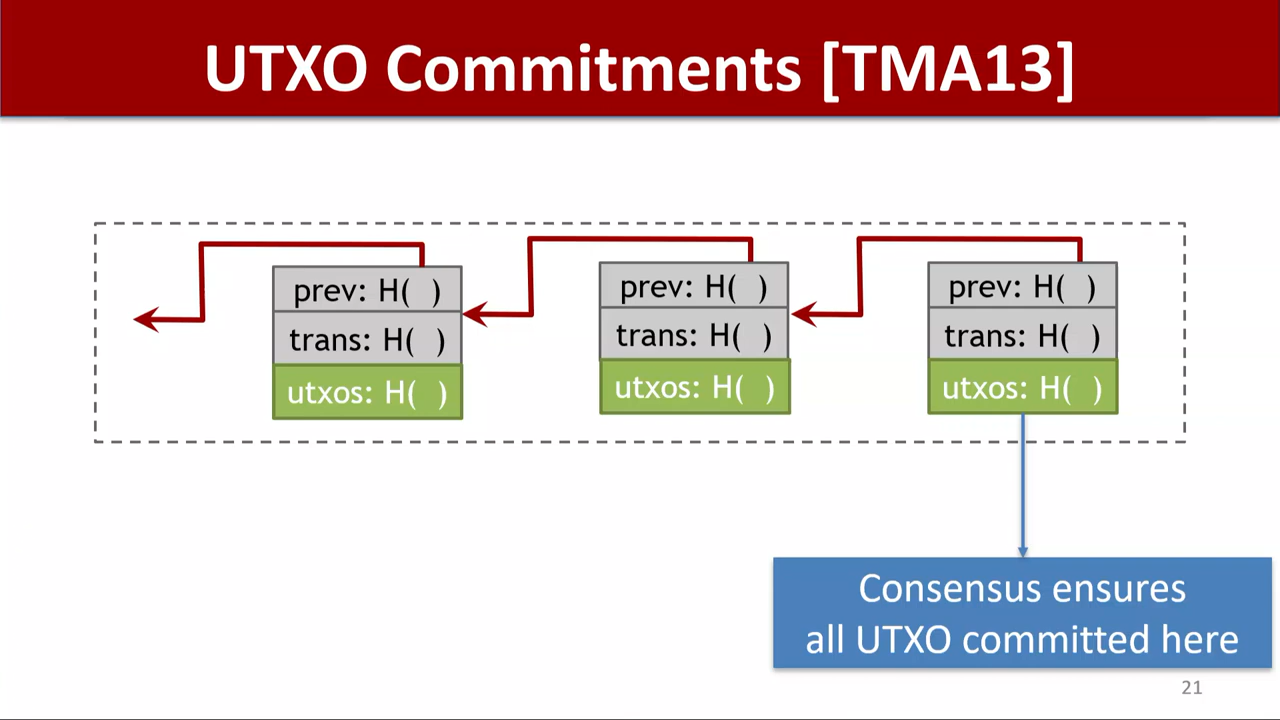 UTXO Commitments [TMA13]
prev: H( )
trans: H( )
utxos: H( )
prev: H( )
trans: H( )
utxos: H( )
prev: H( )
trans: H( )
utxos: H( )
Consensus ensures
all UTXO committed here
21